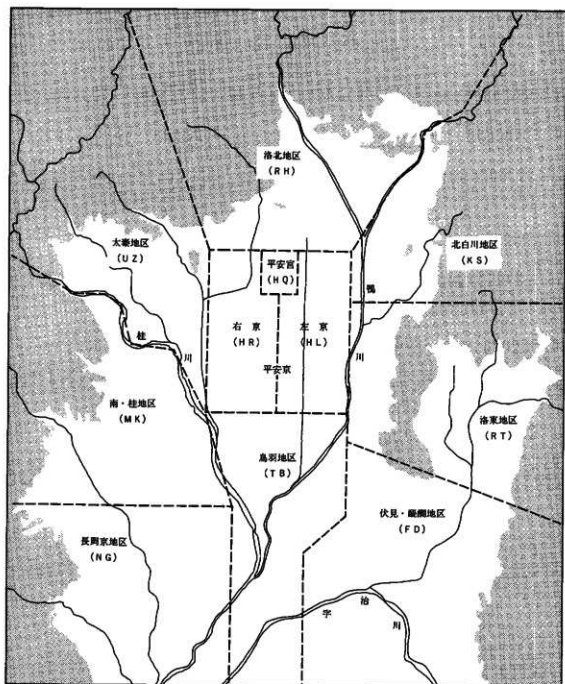 洛北地区
(RH)
太秦地区
(UZ)
北白川地区
(KS)
平安宮
(HQ)
鴨
右京
(HR)
左京
(HL)
桂
川
川
平安京
南・桂地区
(MK)
洛東地区
(RT)
鳥羽地区
(TB)
伏見・醍醐地区
(FD)
長岡京地区
(NG)
宇
治
川